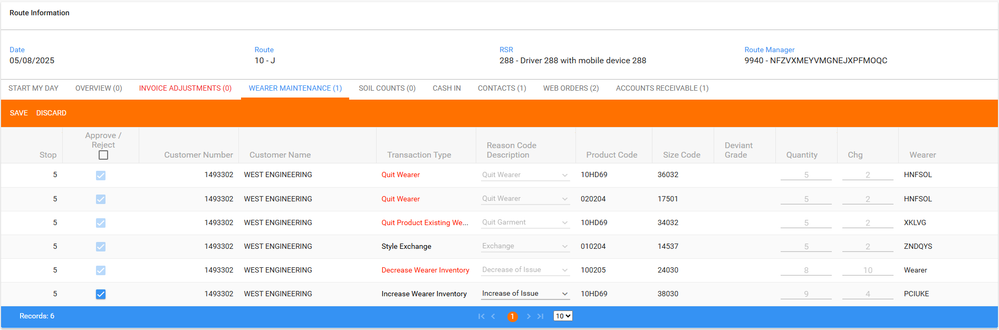 Route Information
Date Route RSR Route Manager
05/08/2025 10 - J 288 - Driver 288 with mobile device 288 9940 - NFZVXMEYVMGNEJXPFMOQC
START MY DAY OVERVIEW (0) INVOICE ADJUSTMENTS (0) WEARER MAINTENANCE (1) SOIL COUNTS (0) CASH IN CONTACTS (1) WEB ORDERS (2) ACCOUNTS RECEIVABLE (1)
SAVE DISCARD
Stop Approve / Reject Customer Number Customer Name Transaction Type Reason Code Description Product Code Size Code Deviant Grade Quantity Chg Wearer
5 1493302 WEST ENGINEERING Quit Wearer Quit Wearer 10HD69 36032 5 2 HNFSOL
5 1493302 WEST ENGINEERING Quit Wearer Quit Wearer 020204 17501 5 2 HNFSOL
5 1493302 WEST ENGINEERING Quit Product Existing We... Quit Garment 10HD69 34032 5 2 XKLVG
5 1493302 WEST ENGINEERING Style Exchange Exchange 010204 14537 5 2 ZNDQYS
5 1493302 WEST ENGINEERING Decrease Wearer Inventory Decrease of Issue 100205 24030 8 10 Wearer
5 1493302 WEST ENGINEERING Increase Wearer Inventory Increase of Issue 10HD69 38030 9 4 PCIUKE
Records: 6 1 10